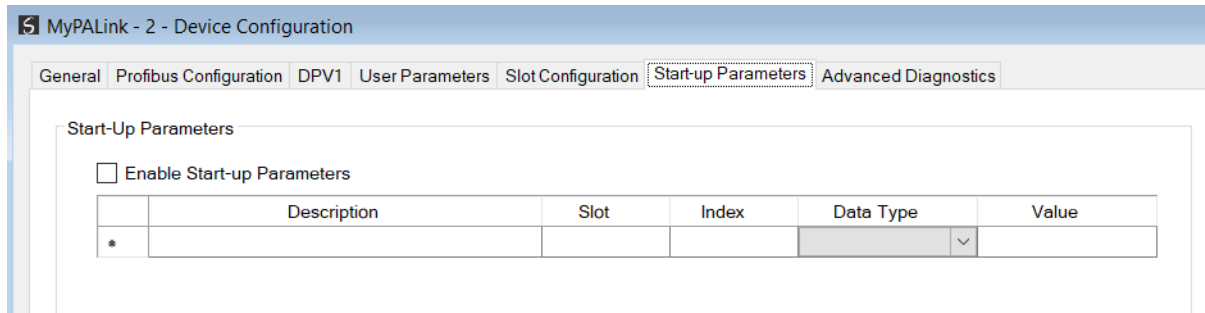 MyPALink - 2 - Device Configuration
General Profibus Configuration DPV1 User Parameters Slot Configuration Start-up Parameters Advanced Diagnostics
Start-Up Parameters
Enable Start-up Parameters
Description Slot Index Data Type Value
*